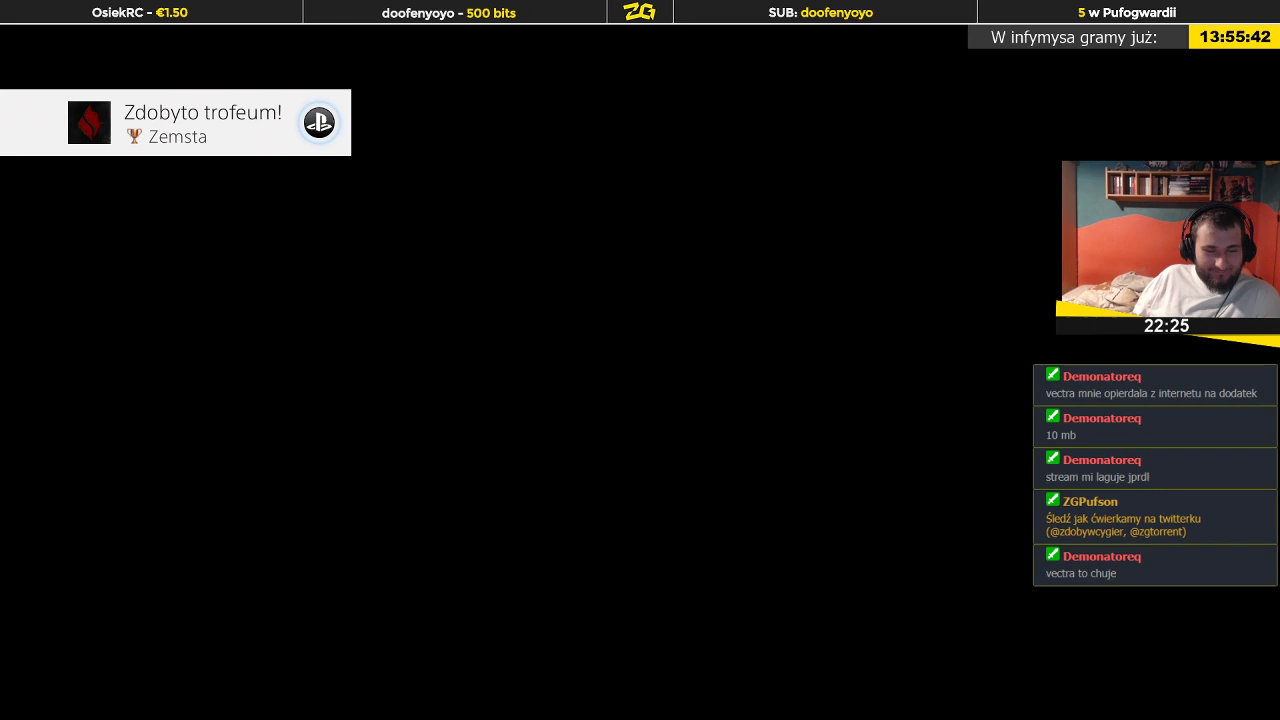 OsiekRC - €1.50
doofenyoyo - 500 bits
ZG
SUB: doofenyoyo
5 w Pufogwardii
W infymysa gramy już:
13:55:42
Zdobyto trofeum!
Zemsta
22:25
Demonatoreq
vectra mnie opierdala z internetu na dodatek
Demonatoreq
10 mb
Demonatoreq
stream mi laguje jprdl
ZGPufson
Śledź jak ćwierkamy na twitterku
(@zdobywcygier, @zgtorrent)
Demonatoreq
vectra to chuje